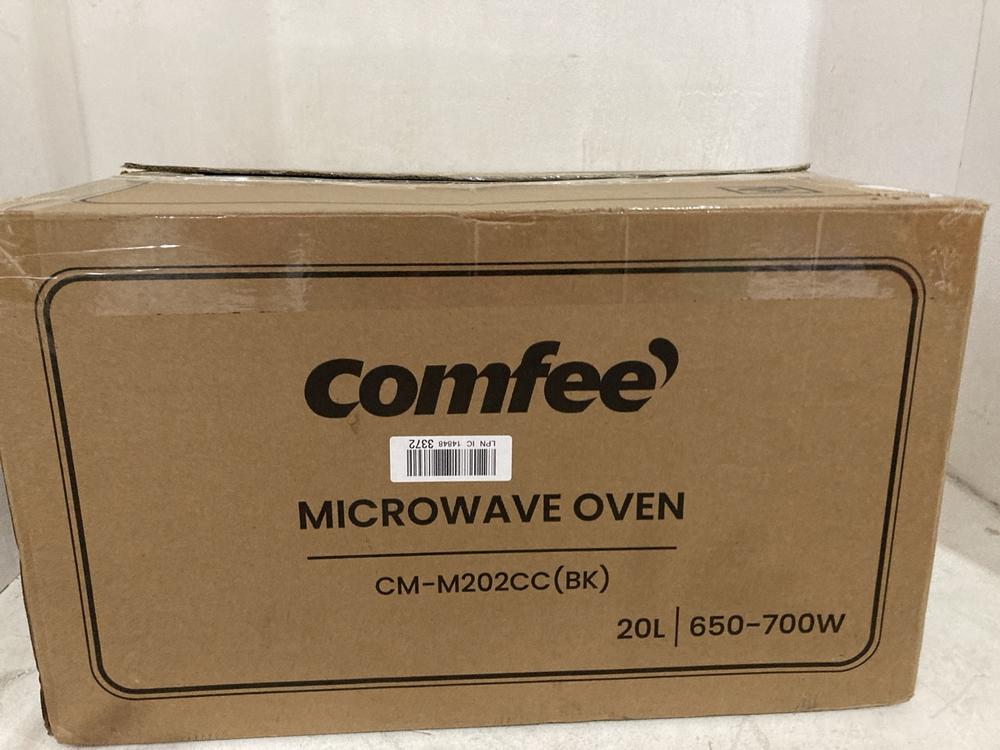 comfee'
LPN IC 14848 3372
MICROWAVE OVEN
CM-M202CC(BK)
20L | 650-700W